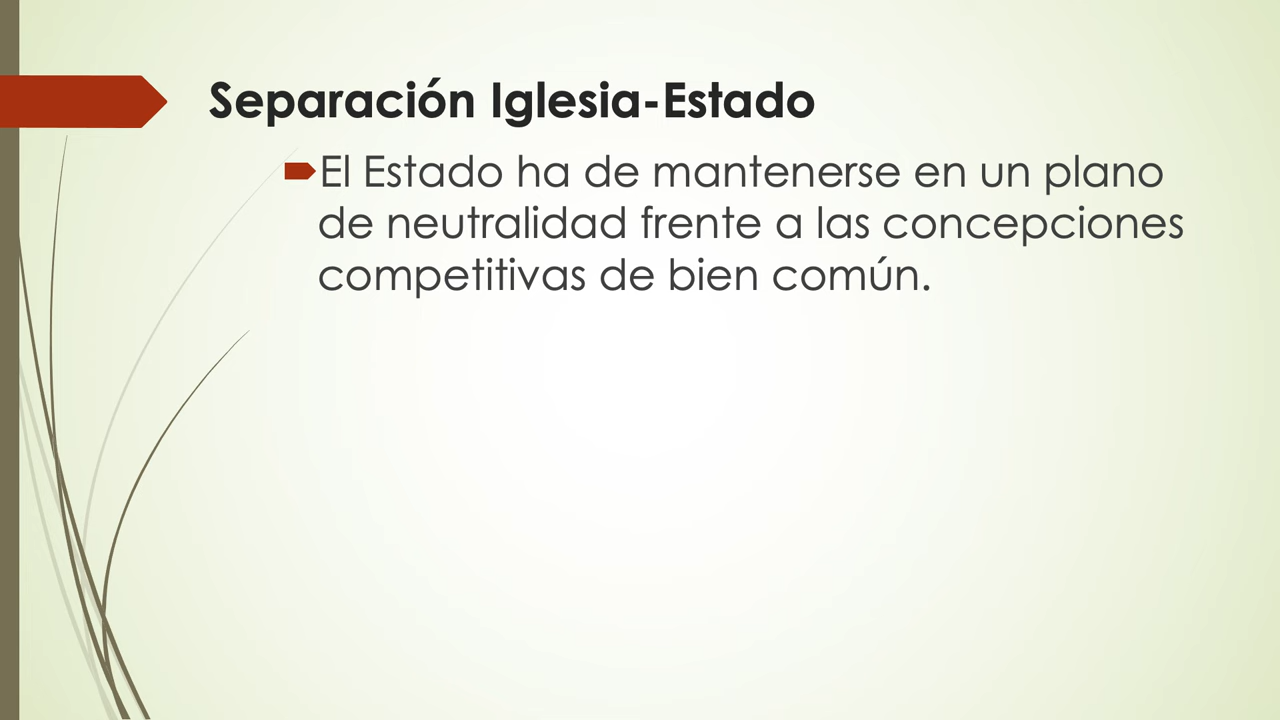 Separación Iglesia-Estado
El Estado ha de mantenerse en un plano
de neutralidad frente a las concepciones
competitivas de bien común.